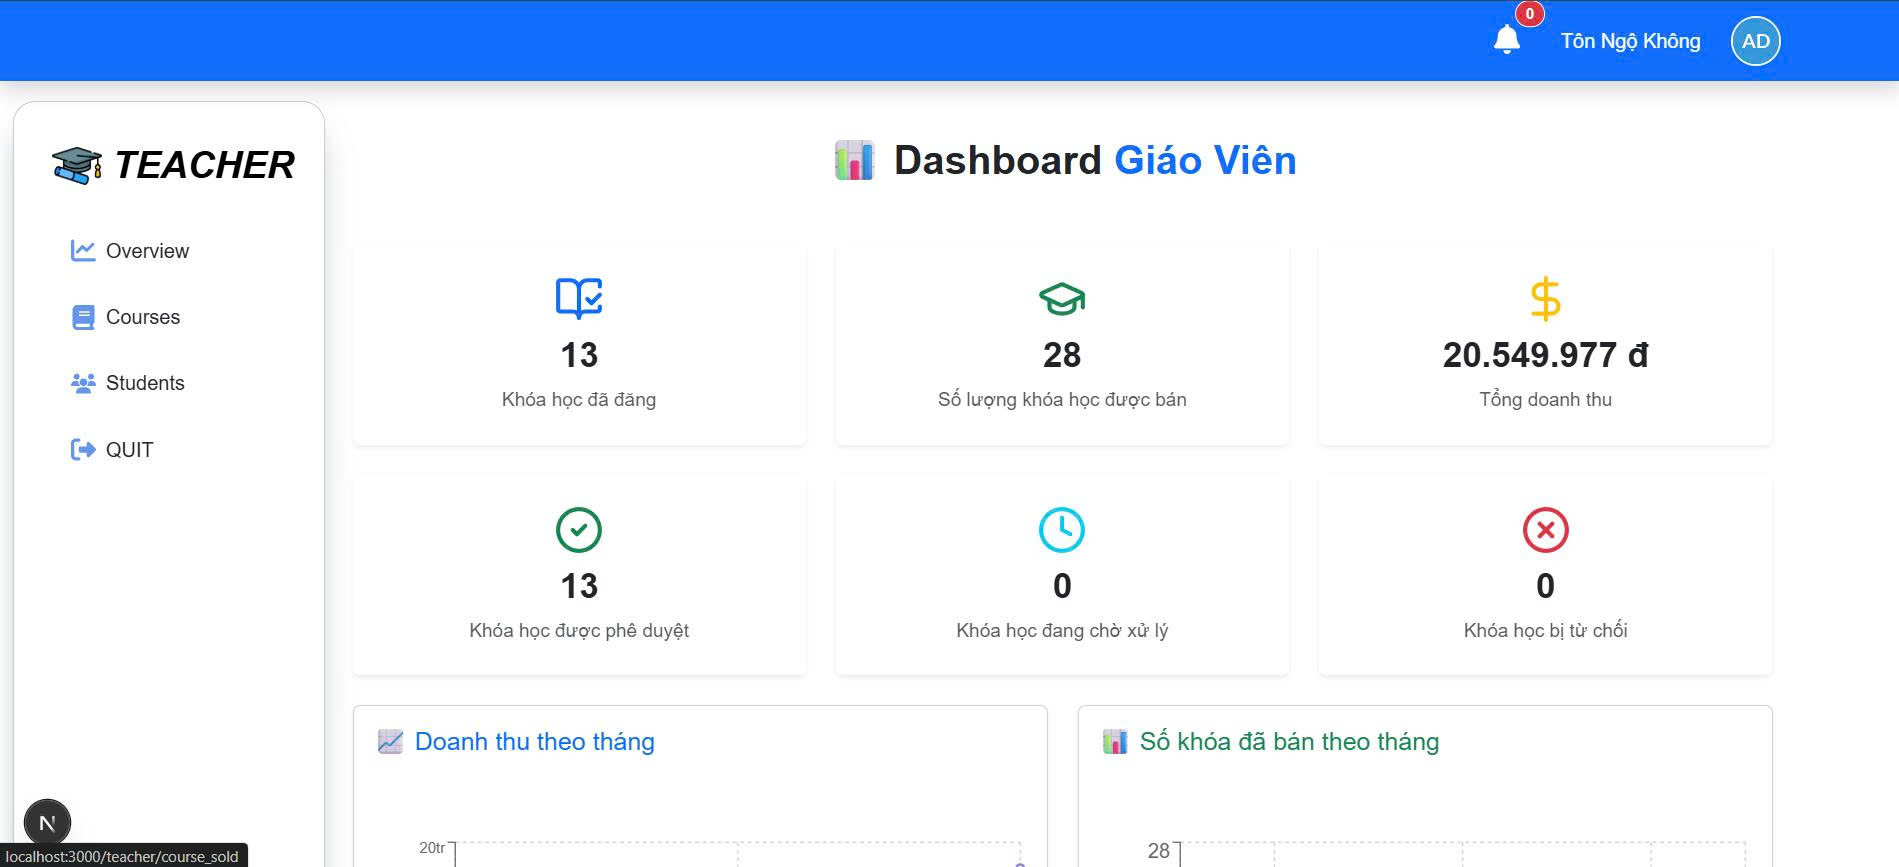 0
Tôn Ngộ Không
AD
TEACHER
Dashboard Giáo Viên
Overview
Courses
Students
QUIT
13
Khóa học đã đăng
28
Số lượng khóa học được bán
20.549.977 đ
Tổng doanh thu
13
Khóa học được phê duyệt
0
Khóa học đang chờ xử lý
0
Khóa học bị từ chối
Doanh thu theo tháng
Số khóa đã bán theo tháng
20tr
28
N
localhost:3000/teacher/course_sold